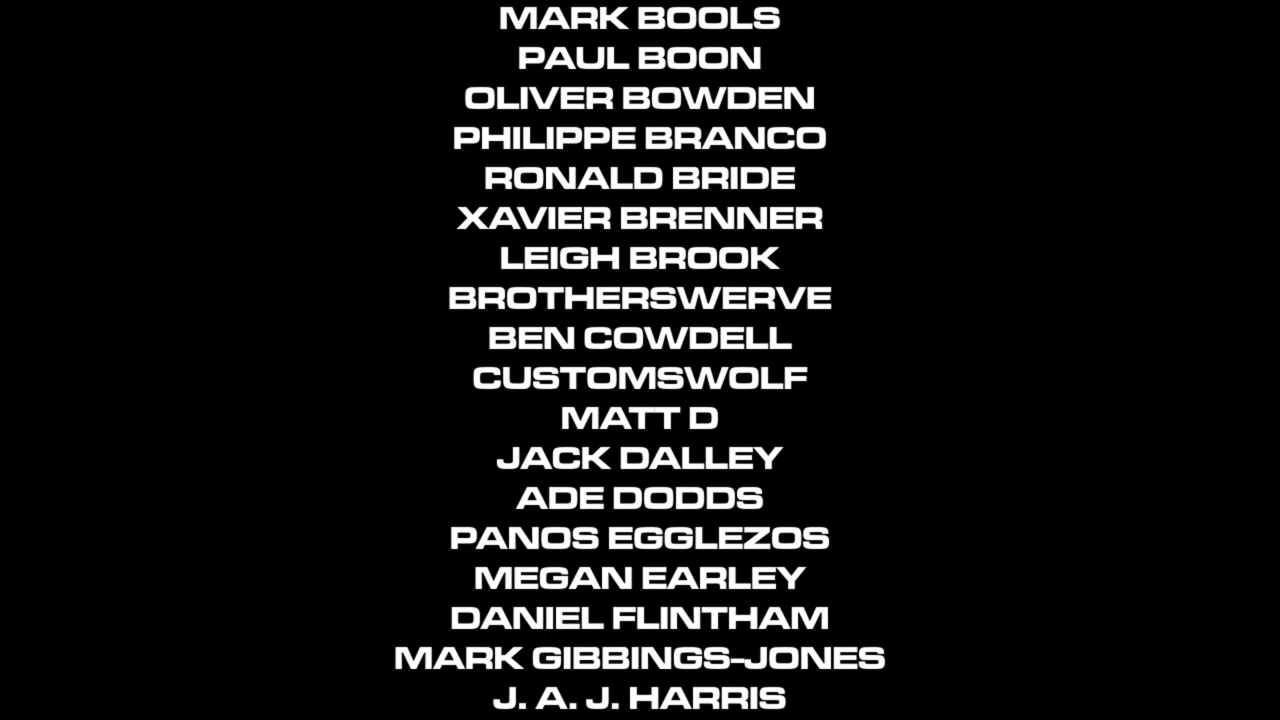 MARK BOOLS
PAUL BOON
OLIVER BOWDEN
PHILIPPE BRANCO
RONALD BRIDE
XAVIER BRENNER
LEIGH BROOK
BROTHERSWERVE
BEN COWDELL
CUSTOMSWOLF
MATT D
JACK DALLEY
ADE DODDS
PANOS EGGLEZOS
MEGAN EARLEY
DANIEL FLINTHAM
MARK GIBBINGS-JONES
J. A. J. HARRIS